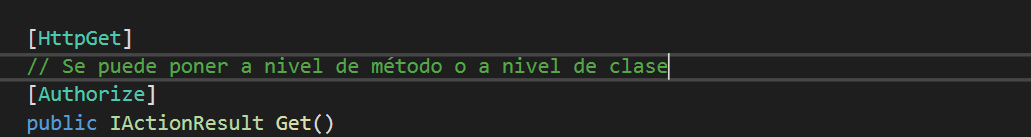 [HttpGet]
// Se puede poner a nivel de método o a nivel de clase
[Authorize]
public IActionResult Get()